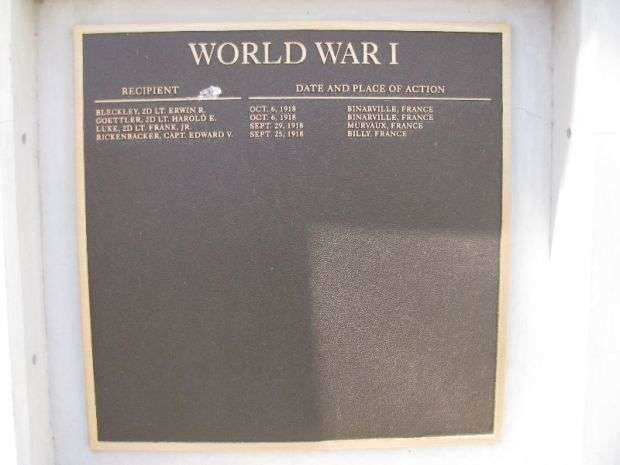 WORLD WAR I
RECIPIENT DATE AND PLACE OF ACTION
BLECKLEY, 2D LT. ERWIN R. OCT. 6, 1918 BINARVILLE, FRANCE
GOETTLER, 2D LT. HAROLD E. OCT. 6, 1918 BINARVILLE, FRANCE
LUKE, 2D LT. FRANK, JR. SEPT. 29, 1918 MURVAUX, FRANCE
RICKENBACKER, CAPT. EDWARD V. SEPT. 25, 1918 BILLY, FRANCE